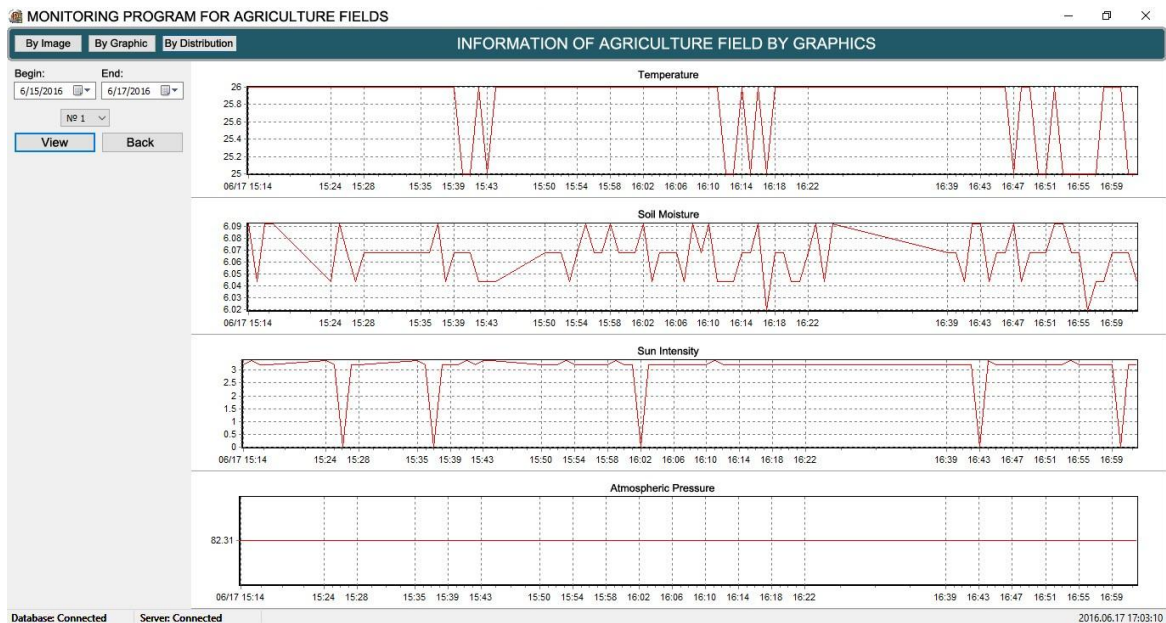 MONITORING PROGRAM FOR AGRICULTURE FIELDS
By Image By Graphic By Distribution INFORMATION OF AGRICULTURE FIELD BY GRAPHICS
Begin: End:
6/15/2016 6/17/2016
№ 1
View Back
Temperature
26
25.8
25.6
25.4
25.2
25
06/17 15:14 15:24 15:28 15:35 15:39 15:43 15:50 15:54 15:58 16:02 16:06 16:10 16:14 16:18 16:22 16:39 16:43 16:47 16:51 16:55 16:59
Soil Moisture
6.09
6.08
6.07
6.06
6.05
6.04
6.03
6.02
06/17 15:14 15:24 15:28 15:35 15:39 15:43 15:50 15:54 15:58 16:02 16:06 16:10 16:14 16:18 16:22 16:39 16:43 16:47 16:51 16:55 16:59
Sun Intensity
3
2.5
2
1.5
1
0.5
0
06/17 15:14 15:24 15:28 15:35 15:39 15:43 15:50 15:54 15:58 16:02 16:06 16:10 16:14 16:18 16:22 16:39 16:43 16:47 16:51 16:55 16:59
Atmospheric Pressure
82.31
06/17 15:14 15:24 15:28 15:35 15:39 15:43 15:50 15:54 15:58 16:02 16:06 16:10 16:14 16:18 16:22 16:39 16:43 16:47 16:51 16:55 16:59
Database: Connected Server: Connected 2016.06.17 17:03:10